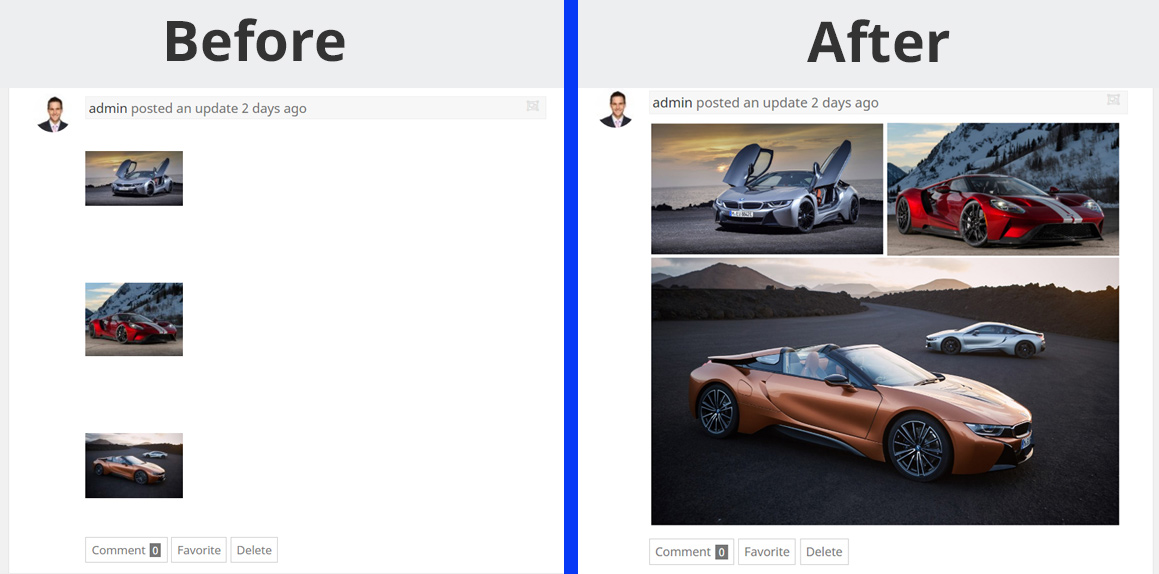 Before
After
admin posted an update 2 days ago
Comment 0
Favorite
Delete
admin posted an update 2 days ago
Comment 0
Favorite
Delete